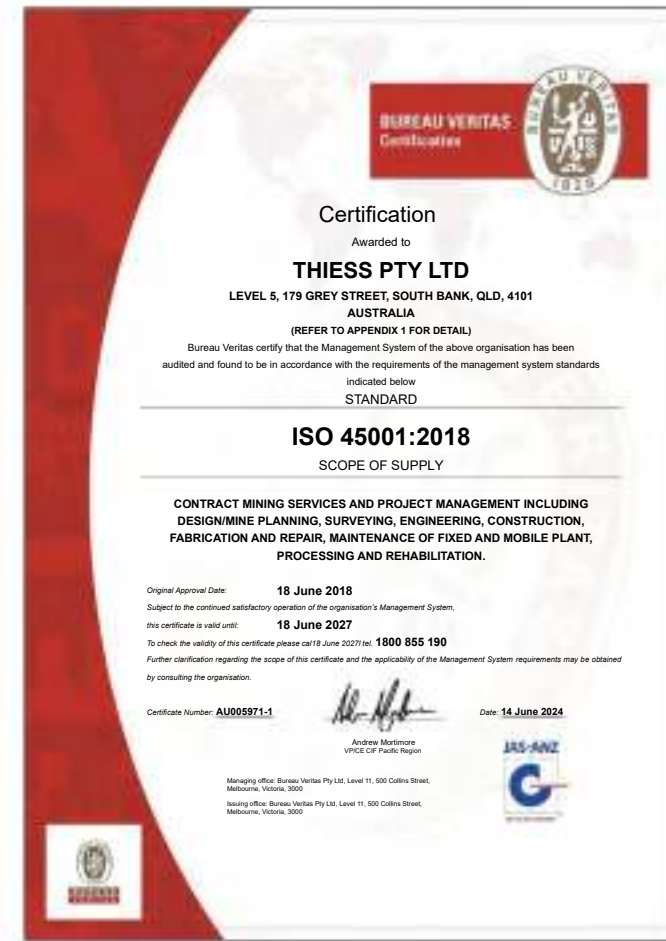 BUREAU VERITAS
Certification
BUREAU VERITAS
1828
Certification
Awarded to
THIESS PTY LTD
LEVEL 5, 179 GREY STREET, SOUTH BANK, QLD, 4101
AUSTRALIA
(REFER TO APPENDIX 1 FOR DETAIL)
Bureau Veritas certify that the Management System of the above organisation has been
audited and found to be in accordance with the requirements of the management system standards
indicated below
STANDARD
ISO 45001:2018
SCOPE OF SUPPLY
CONTRACT MINING SERVICES AND PROJECT MANAGEMENT INCLUDING
DESIGN/MINE PLANNING, SURVEYING, ENGINEERING, CONSTRUCTION,
FABRICATION AND REPAIR, MAINTENANCE OF FIXED AND MOBILE PLANT,
PROCESSING AND REHABILITATION.
Original Approval Date: 18 June 2018
Subject to the continued satisfactory operation of the organisation's Management System,
this certificate is valid until: 18 June 2027
To check the validity of this certificate please cal18 June 2027l tel. 1800 855 190
Further clarification regarding the scope of this certificate and the applicability of the Management System requirements may be obtained
by consulting the organisation.
Certificate Number: AU005971-1
Date: 14 June 2024
Andrew Mortimore
VP/CE CIF Pacific Region
JAS-ANZ
Managing office: Bureau Veritas Pty Ltd, Level 11, 500 Collins Street,
Melbourne, Victoria, 3000
Issuing office: Bureau Veritas Pty Ltd, Level 11, 500 Collins Street,
Melbourne, Victoria, 3000
BUREAU
VERITAS